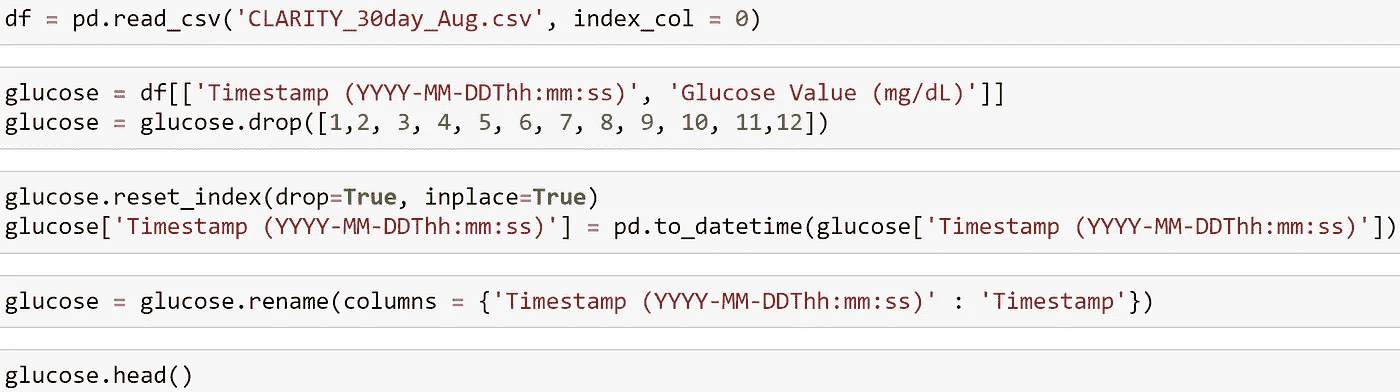 df = pd.read_csv('CLARITY_30day_Aug.csv', index_col = 0)
glucose = df[['Timestamp (YYYY-MM-DDThh:mm:ss)', 'Glucose Value (mg/dL)']]
glucose = glucose.drop([1,2, 3, 4, 5, 6, 7, 8, 9, 10, 11,12])
glucose.reset_index(drop=True, inplace=True)
glucose['Timestamp (YYYY-MM-DDThh:mm:ss)'] = pd.to_datetime(glucose['Timestamp (YYYY-MM-DDThh:mm:ss)'])
glucose = glucose.rename(columns = {'Timestamp (YYYY-MM-DDThh:mm:ss)' : 'Timestamp'})
glucose.head()